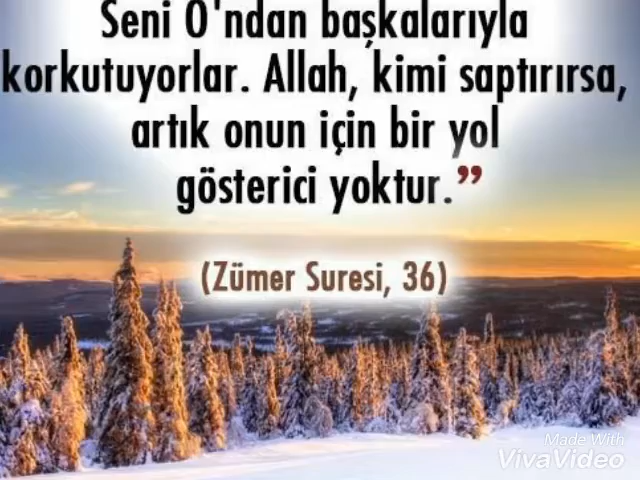 Seni O'ndan başkalarıyla
korkutuyorlar. Allah, kimi saptırırsa,
artık onun için bir yol
gösterici yoktur.”
(Zümer Suresi, 36)
Made With
VivaVideo